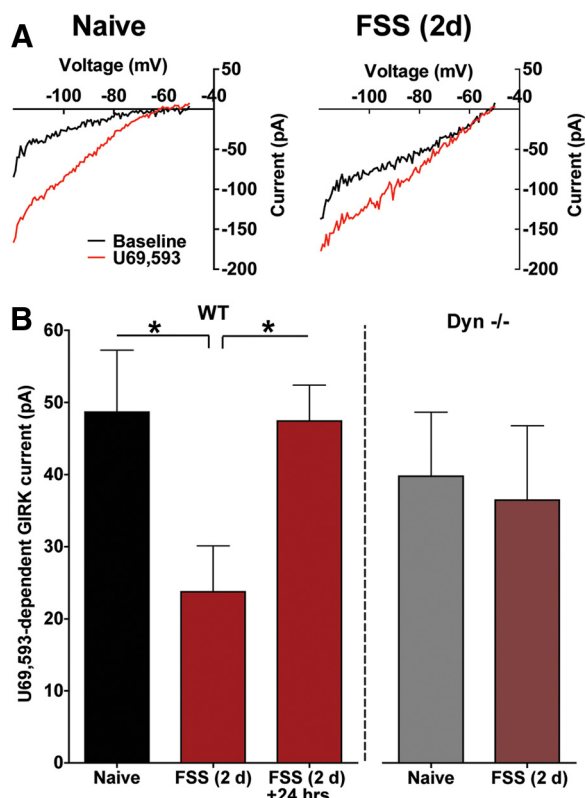 A
Naive
FSS (2d)
Voltage (mV)
-100 -80 -60 -40
50
-50
-100
-150
-200
Current (pA)
Baseline
U69,593
Voltage (mV)
-100 -80 -60 -40
50
-50
-100
-150
-200
Current (pA)
B
WT
Dyn -/-
* *
U69,593-dependent GIRK current (pA)
60
50
40
30
20
10
0
Naive FSS (2 d) FSS (2 d) Naive FSS (2 d)
+24 hrs